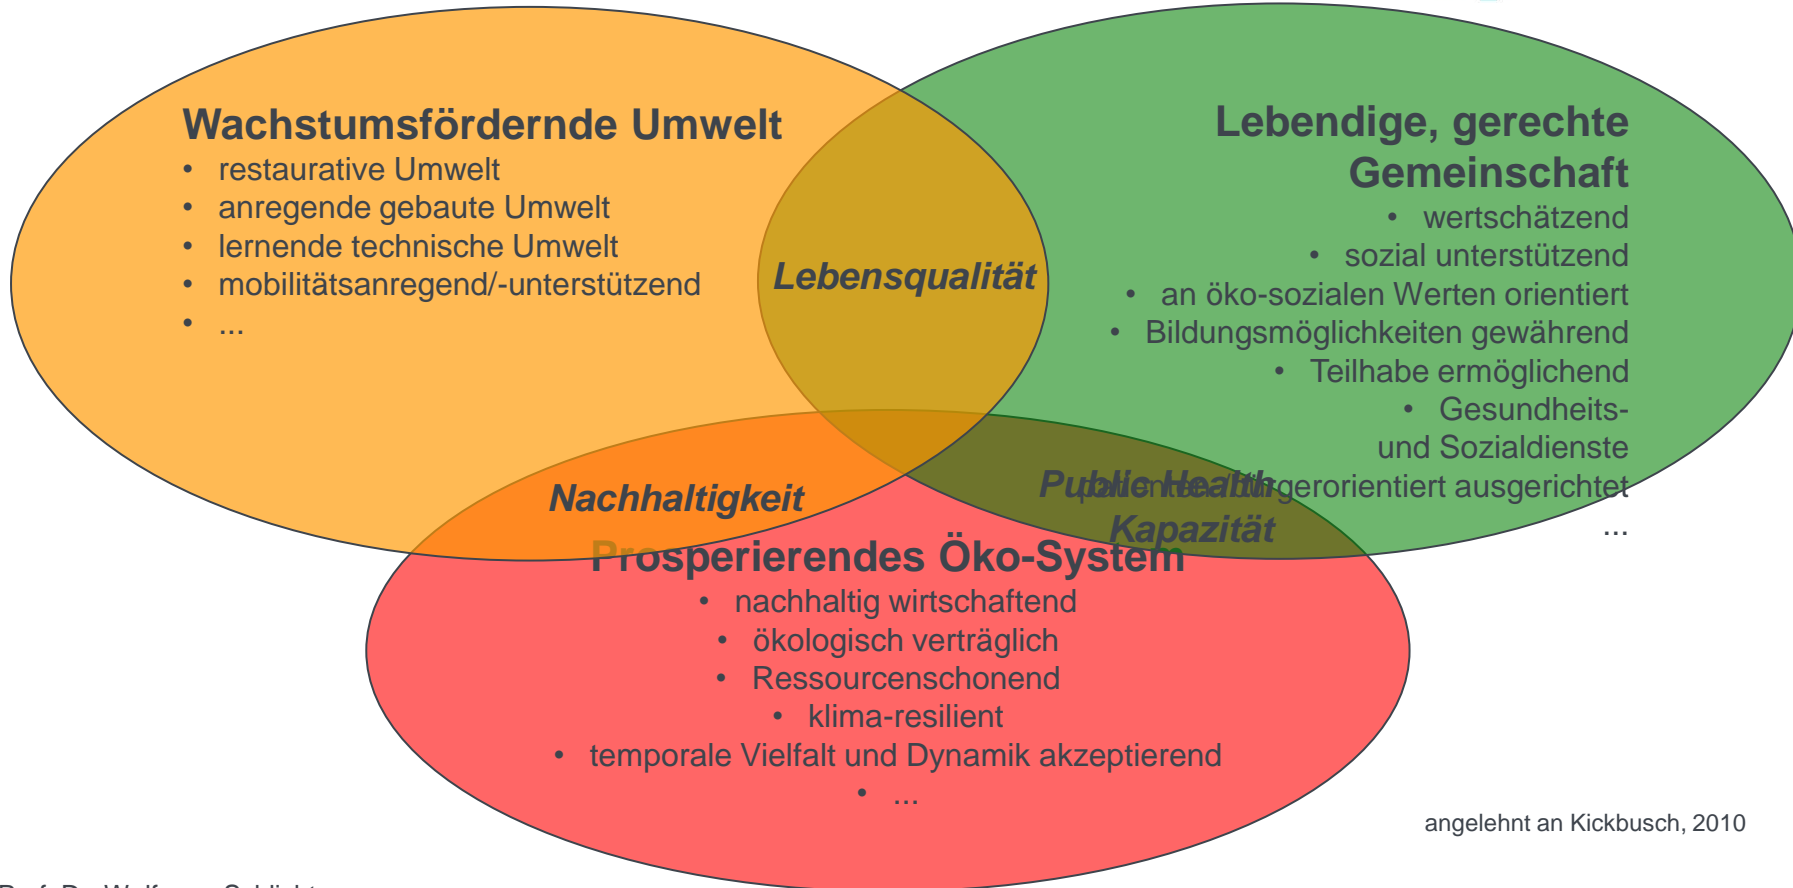 Wachstumsfördernde Umwelt
• restaurative Umwelt
• anregende gebaute Umwelt
• lernende technische Umwelt
• mobilitätsanregend/-unterstützend
• ...
Lebendige, gerechte
Gemeinschaft
• wertschätzend
• sozial unterstützend
• an öko-sozialen Werten orientiert
• Bildungsmöglichkeiten gewährend
• Teilhabe ermöglichend
• Gesundheits-
und Sozialdienste
ausgerichtet
...
Lebensqualität
Nachhaltigkeit
Public Health
Kapazität
Prosperierendes Öko-System
• nachhaltig wirtschaftend
• ökologisch verträglich
• Ressourcenschonend
• klima-resilient
• temporale Vielfalt und Dynamik akzeptierend
• ...
angelehnt an Kickbusch, 2010